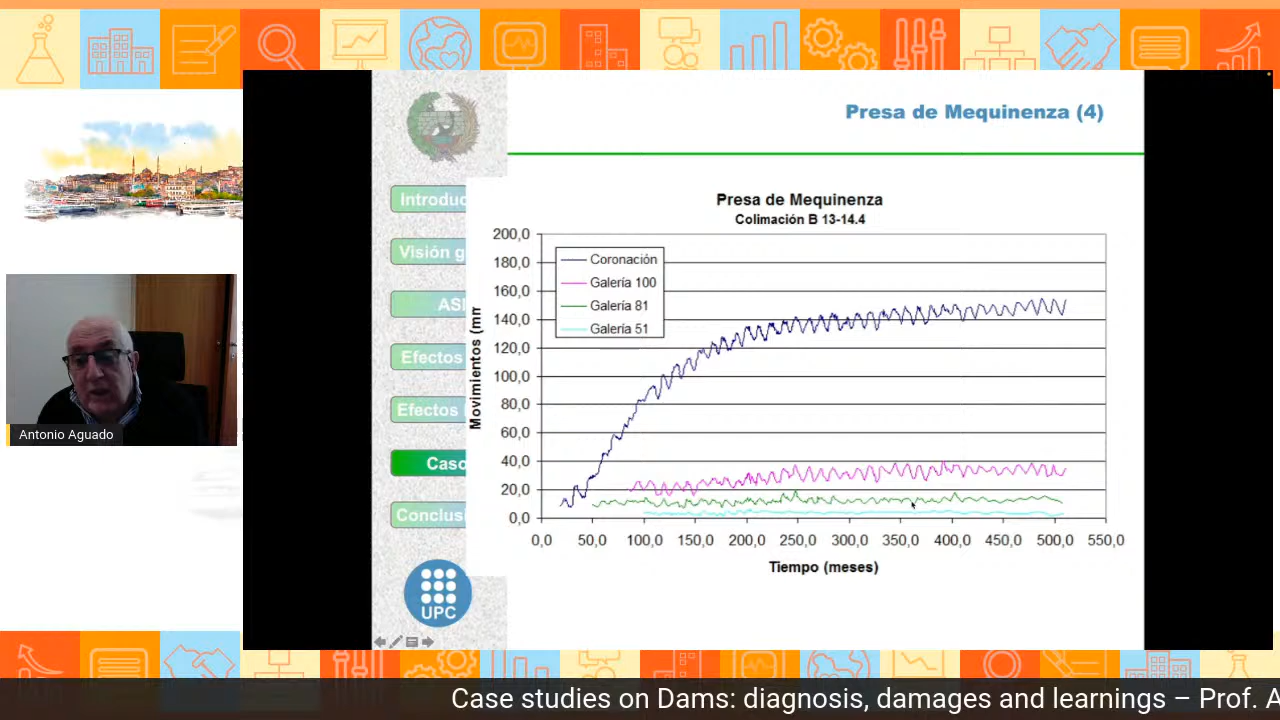 Presa de Mequinenza (4)
Introduc
Visión g
ASI
Efectos
Efectos
Caso
Conclusi
UPC
Presa de Mequinenza
Colimación B 13-14.4
Movimientos (mm
200,0
180,0
160,0
140,0
120,0
100,0
80,0
60,0
40,0
20,0
0,0
Coronación
Galería 100
Galería 81
Galería 51
0,0 50,0 100,0 150,0 200,0 250,0 300,0 350,0 400,0 450,0 500,0 550,0
Tiempo (meses)
Antonio Aguado
Case studies on Dams: diagnosis, damages and learnings – Prof. A